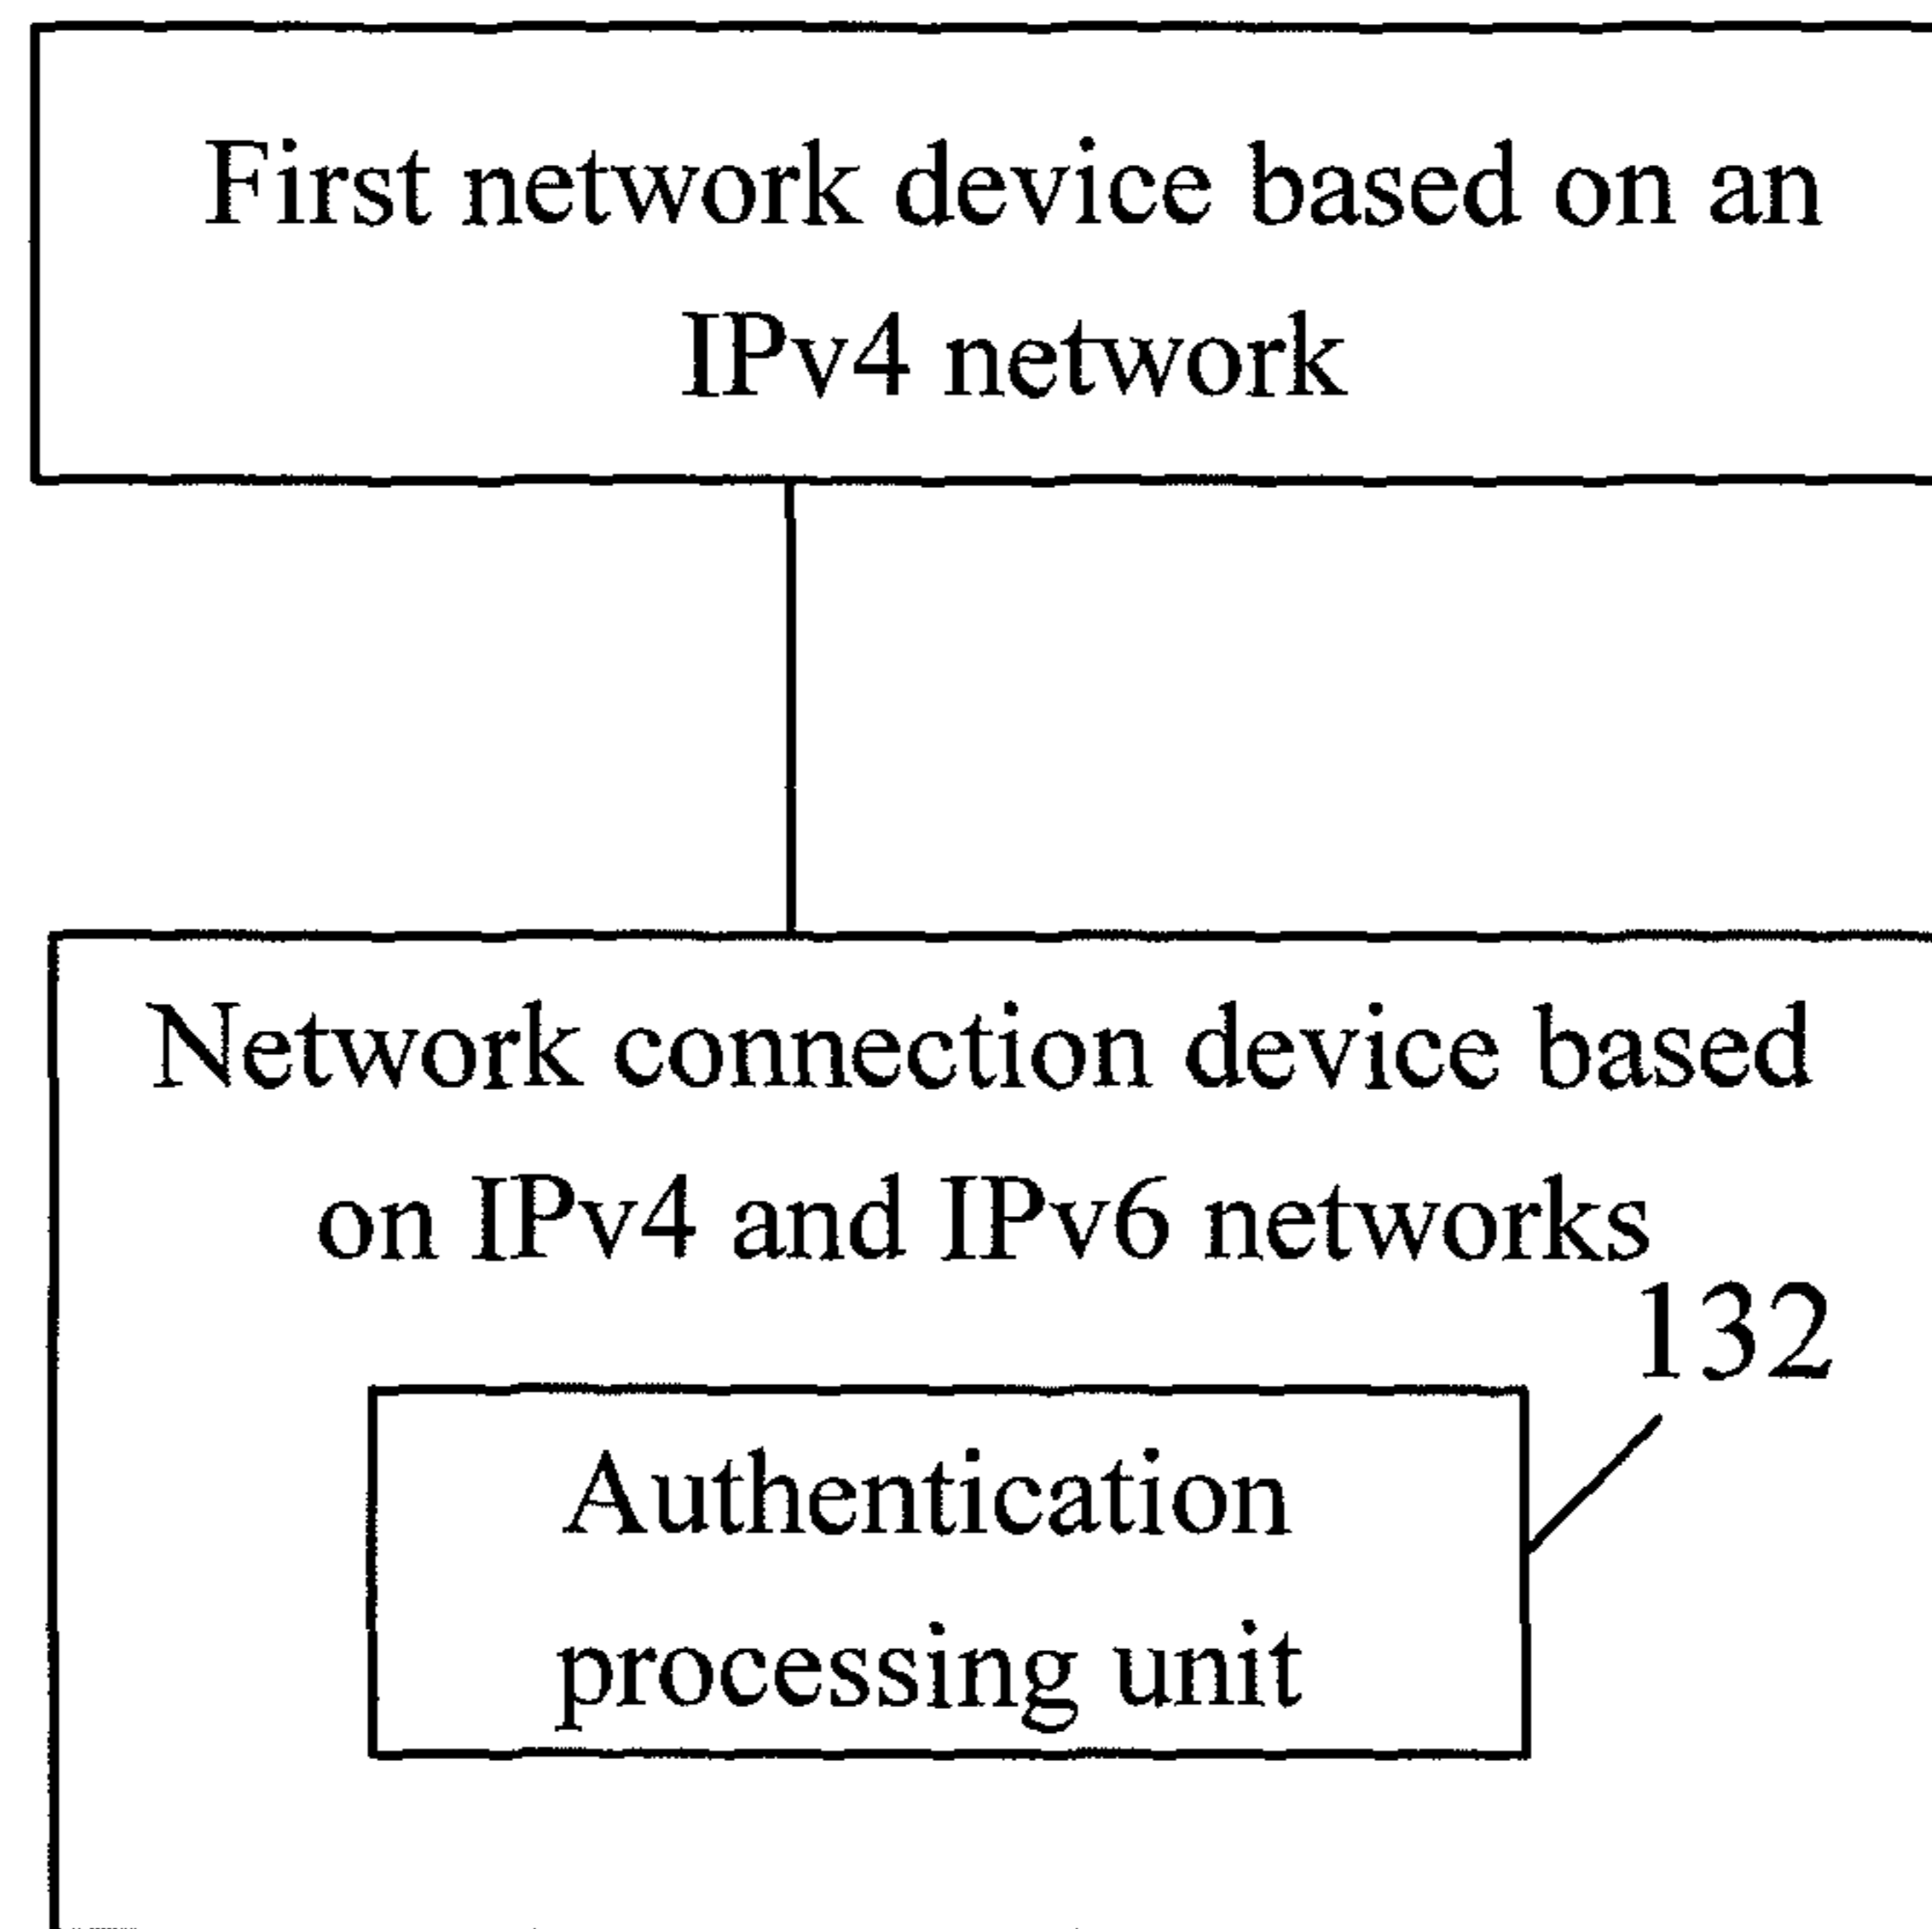 First network device based on an
IPv4 network
Network connection device based
on IPv4 and IPv6 networks
132
Authentication
processing unit